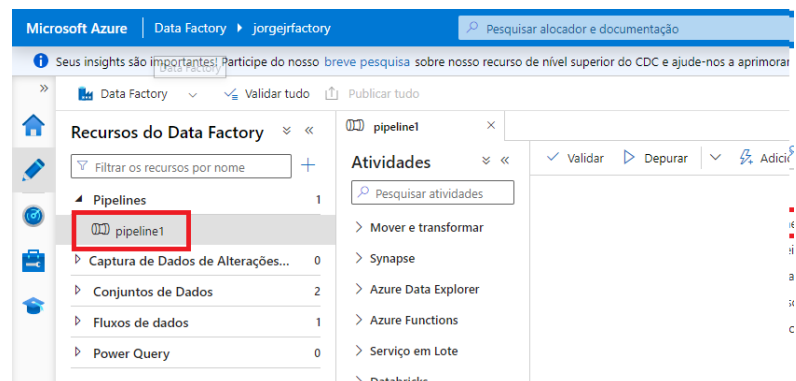 Microsoft Azure Data Factory jorgejrfactory Pesquisar alocador e documentação
Seus insights são importantes! Participe do nosso breve pesquisa sobre nosso recurso de nível superior do CDC e ajude-nos a aprimorar
Data Factory
Data Factory Validar tudo Publicar tudo
Recursos do Data Factory
Filtrar os recursos por nome
Pipelines 1
pipeline1
Captura de Dados de Alterações... 0
Conjuntos de Dados 2
Fluxos de dados 1
Power Query 0
pipeline1
Atividades
Pesquisar atividades
Mover e transformar
Synapse
Azure Data Explorer
Azure Functions
Serviço em Lote
Databricks
Validar Depurar Adici